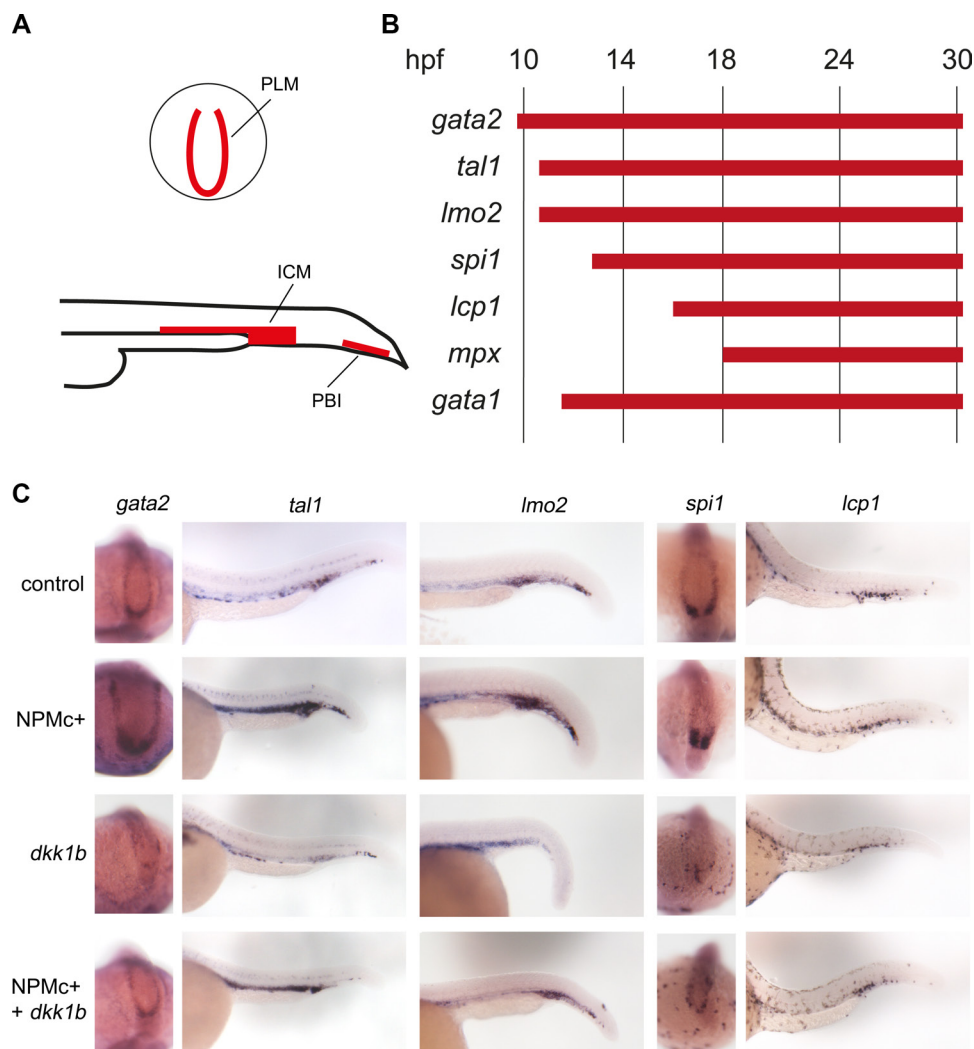 A
PLM
ICM
PBI
B
hpf 10 14 18 24 30
gata2
tal1
lmo2
spi1
lcp1
mpx
gata1
C
gata2 tal1 lmo2 spi1 lcp1
control
NPMc+
dkk1b
NPMc+
+ dkk1b